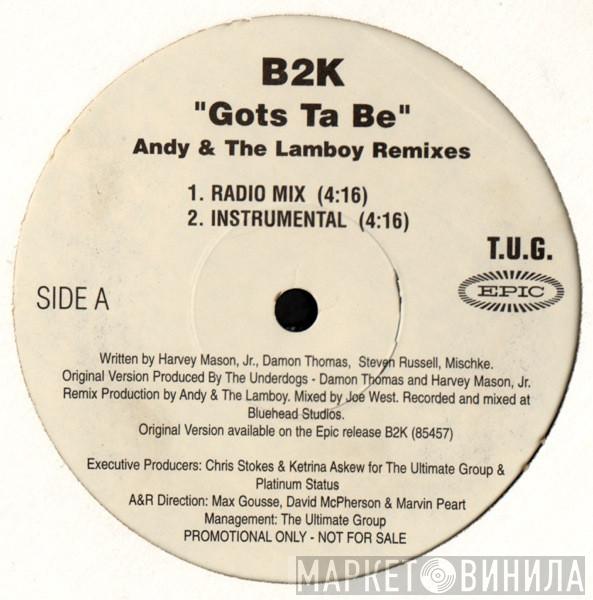 B2K
"Gots Ta Be"
Andy & The Lamboy Remixes
1. RADIO MIX (4:16)
2. INSTRUMENTAL (4:16)
T.U.G.
SIDE A
EPIC
Written by Harvey Mason, Jr., Damon Thomas, Steven Russell, Mischke.
Original Version Produced By The Underdogs - Damon Thomas and Harvey Mason, Jr.
Remix Production by Andy & The Lamboy. Mixed by Joe West. Recorded and mixed at
Bluehead Studios.
Original Version available on the Epic release B2K (85457)
Executive Producers: Chris Stokes & Ketrina Askew for The Ultimate Group &
Platinum Status
A&R Direction: Max Gousse, David McPherson & Marvin Peart
Management: The Ultimate Group
PROMOTIONAL ONLY - NOT FOR SALE
МАРКЕТ ВИНИЛА